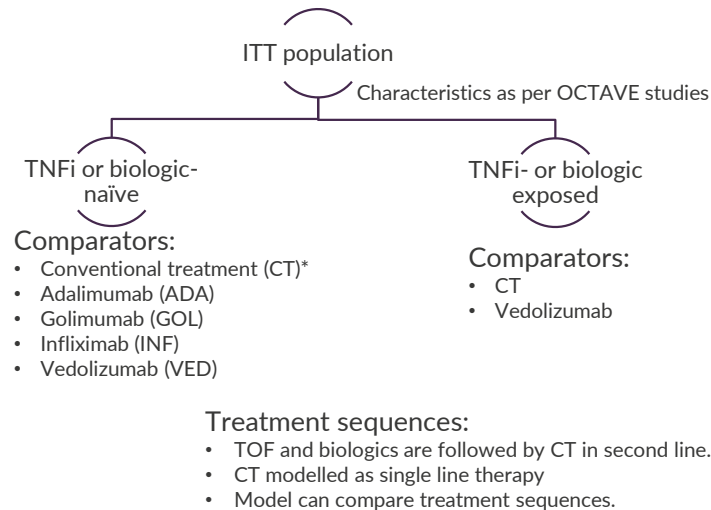 ITT population
Characteristics as per OCTAVE studies
TNFi or biologic-
naïve
TNFi- or biologic
exposed
Comparators:
• Conventional treatment (CT)*
• Adalimumab (ADA)
• Golimumab (GOL)
• Infliximab (INF)
• Vedolizumab (VED)
Comparators:
• CT
• Vedolizumab
Treatment sequences:
• TOF and biologics are followed by CT in second line.
• CT modelled as single line therapy
• Model can compare treatment sequences.